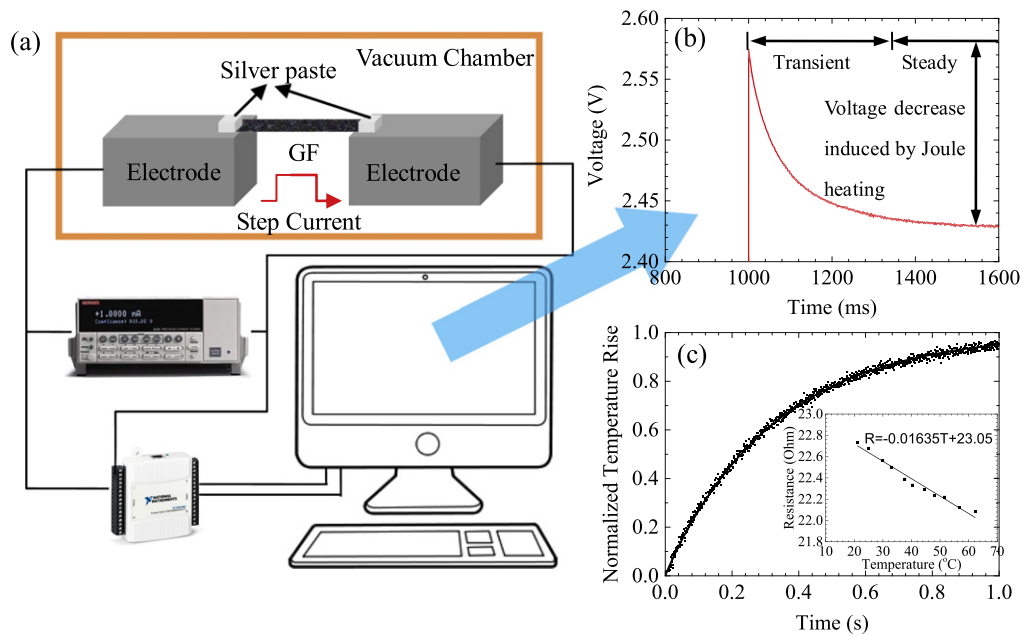 (a)
Vacuum Chamber
Silver paste
Electrode
GF
Electrode
Step Current
+1.0000 mA
NATIONAL
INSTRUMENTS
(b)
2.60
2.55
2.50
2.45
2.40
Voltage (V)
Transient
Steady
Voltage decrease
induced by Joule
heating
800
1000
1200
1400
1600
Time (ms)
(c)
1.0
0.8
0.6
0.4
0.2
0.0
Normalized Temperature Rise
R=-0.01635T+23.05
23.0
22.8
22.6
22.4
22.2
22.0
21.8
Resistance (Ohm)
10
20
30
40
50
60
70
Temperature (°C)
0.0
0.2
0.4
0.6
0.8
1.0
Time (s)